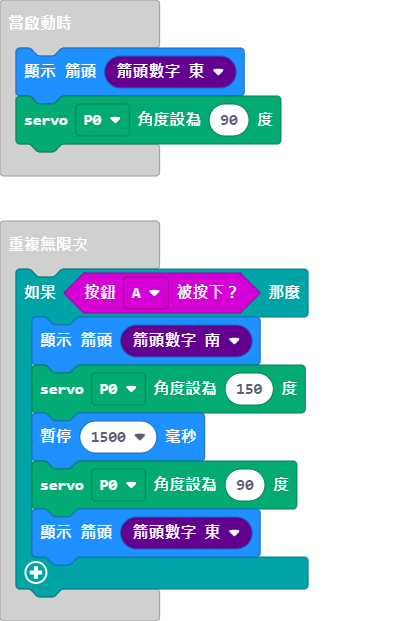 當啟動時
顯示 箭頭 箭頭數字 東
servo P0 角度設為 90 度
重複無限次
如果 按鈕 A 被按下？ 那麼
顯示 箭頭 箭頭數字 南
servo P0 角度設為 150 度
暫停 1500 毫秒
servo P0 角度設為 90 度
顯示 箭頭 箭頭數字 東